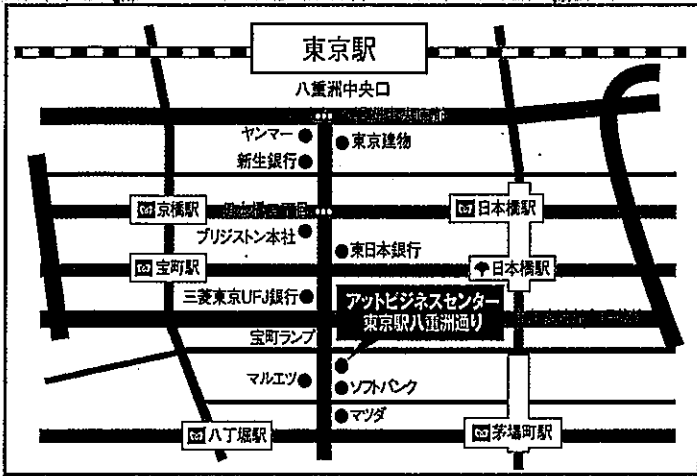 東京駅
八重洲中央口
ヤンマー
東京建物
新生銀行
京橋駅
日本橋駅
ブリジストン本社
東日本銀行
宝町駅
日本橋駅
三菱東京UFJ銀行
アットビジネスセンター
東京駅八重洲通り
宝町ランプ
マルエツ
ソフトバンク
マツダ
八丁堀駅
茅場町駅